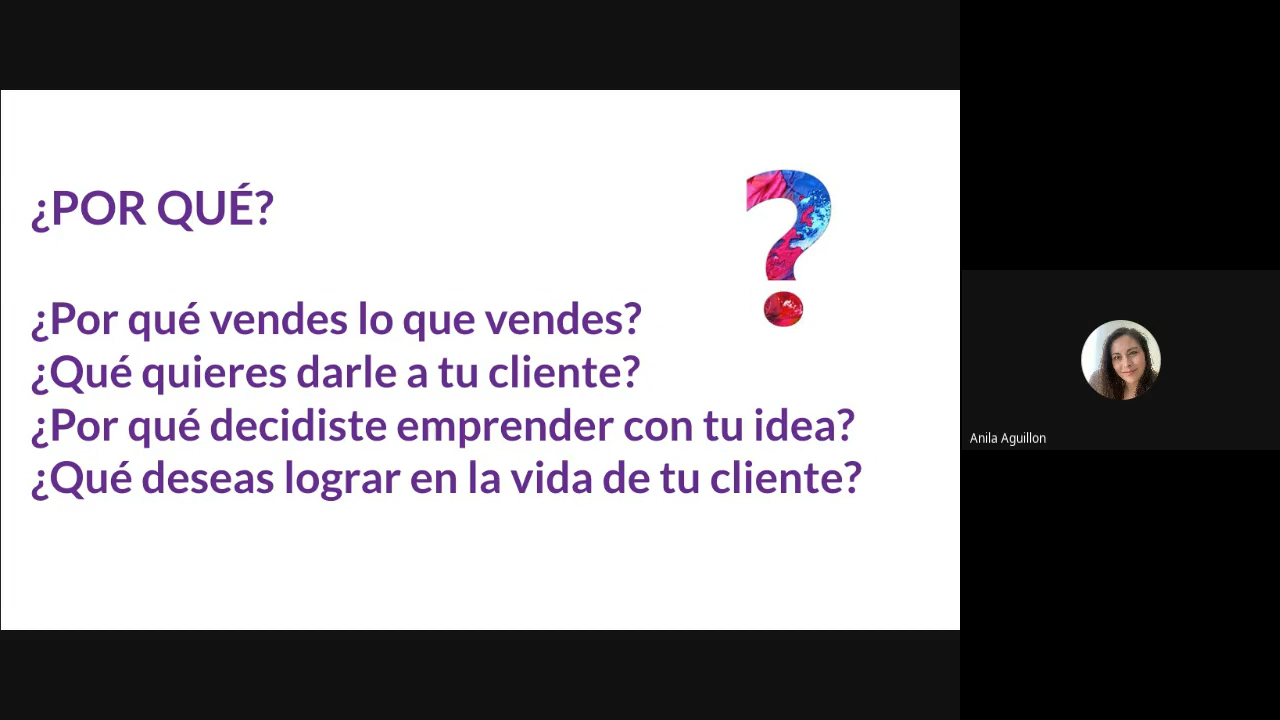 ¿POR QUÉ?
¿Por qué vendes lo que vendes?
¿Qué quieres darle a tu cliente?
¿Por qué decidiste emprender con tu idea?
¿Qué deseas lograr en la vida de tu cliente?
Anila Aguillon